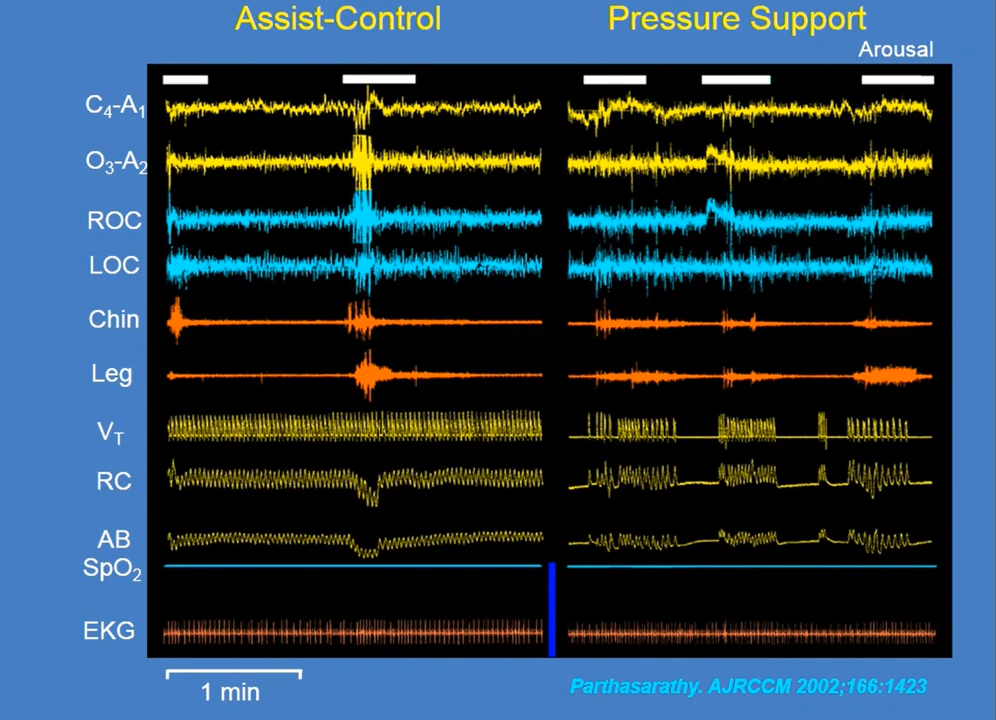 Assist-Control
Pressure Support
Arousal
C4-A1
O3-A2
ROC
LOC
Chin
Leg
VT
RC
AB
SpO2
EKG
1 min
Parthasarathy. AJRCCM 2002;166:1423